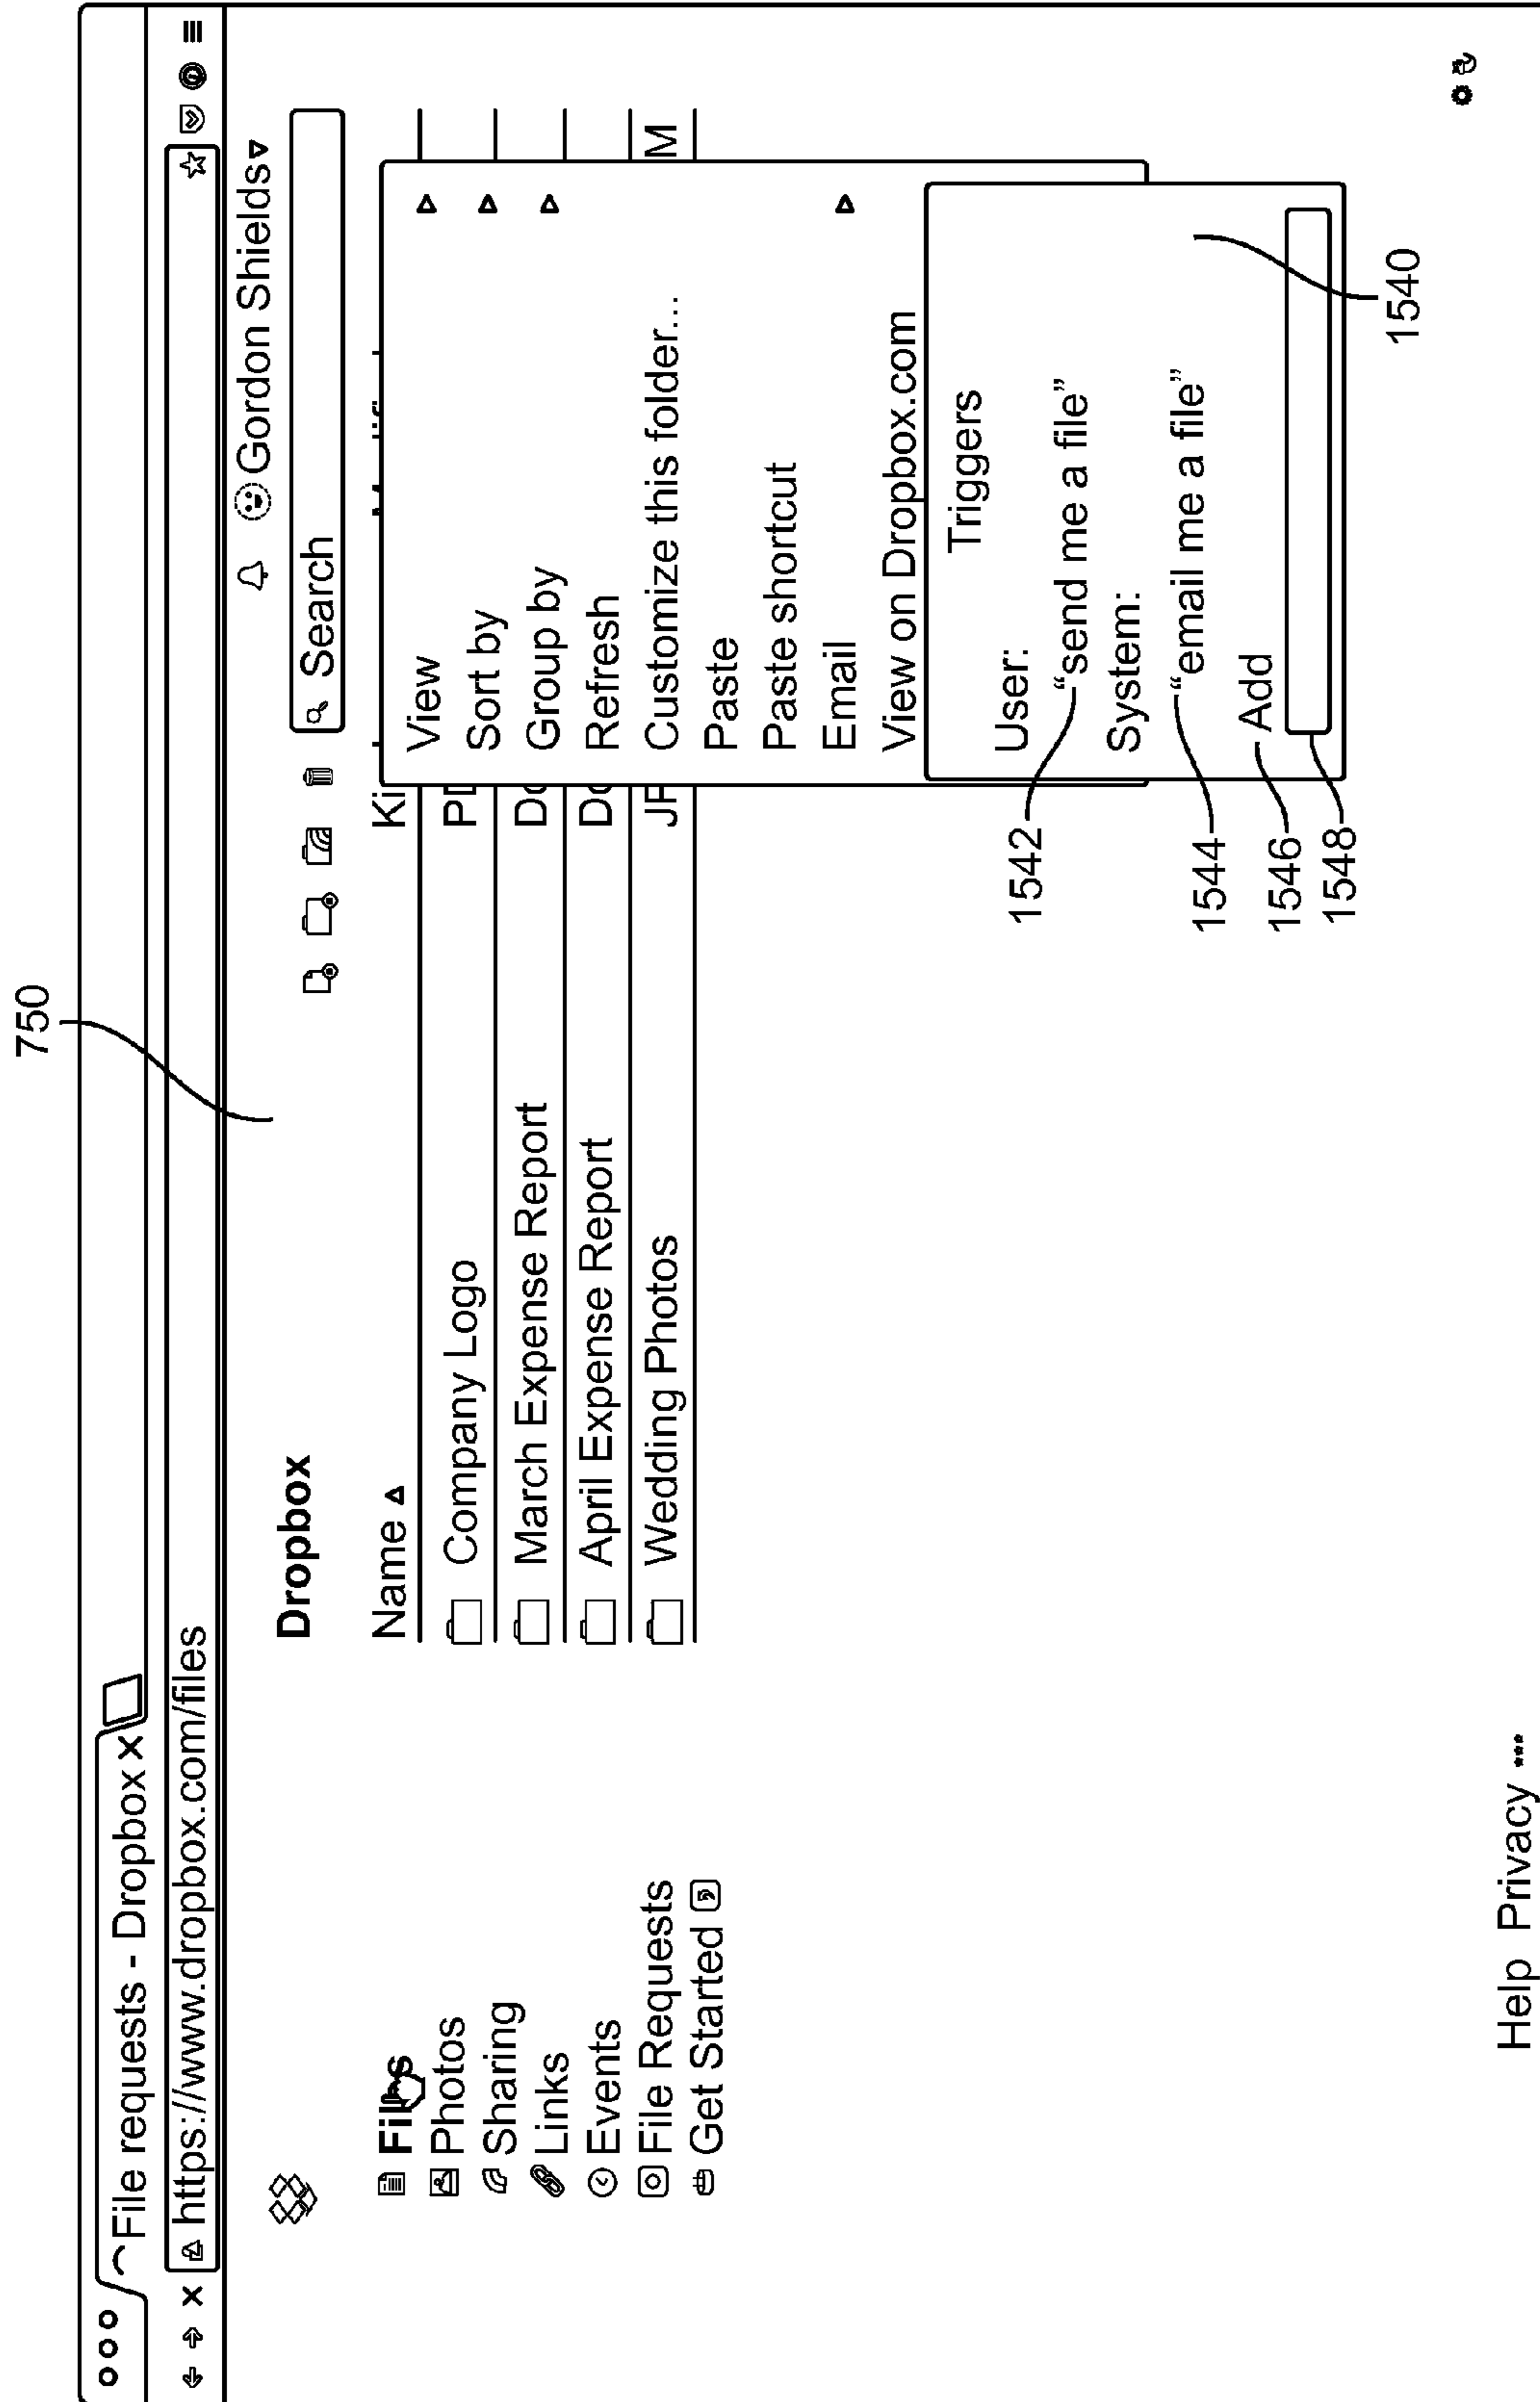 750
File requests - Dropbox
https://www.dropbox.com/files
Gordon Shields
Dropbox
Search
Files
Photos
Sharing
Links
Events
File Requests
Get Started
Name
Company Logo
March Expense Report
April Expense Report
Wedding Photos
M
View
Sort by
Group by
Refresh
Customize this folder...
Paste
Paste shortcut
Email
View on Dropbox.com
Triggers
User:
1542
“send me a file”
System:
1544
“email me a file”
1546
Add
1548
1540
Help Privacy